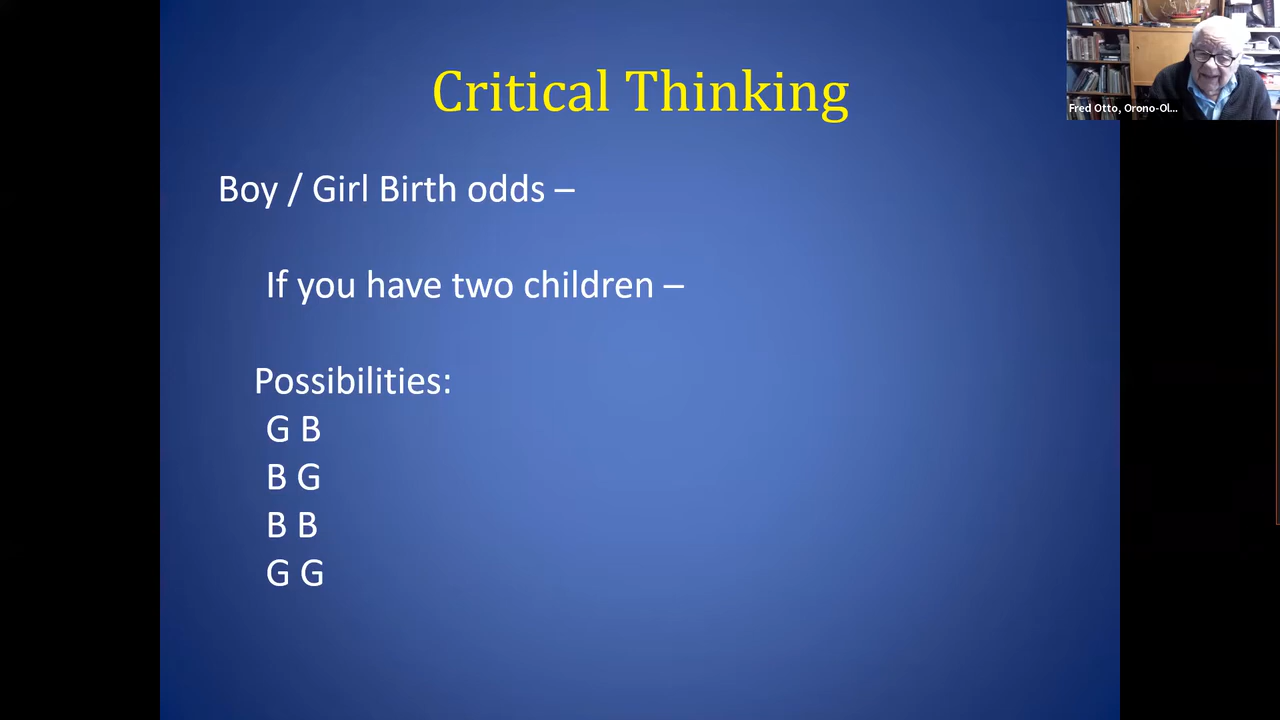 Critical Thinking
Fred Otto, Orono-Ol...
Boy / Girl Birth odds –
If you have two children –
Possibilities:
G B
B G
B B
G G